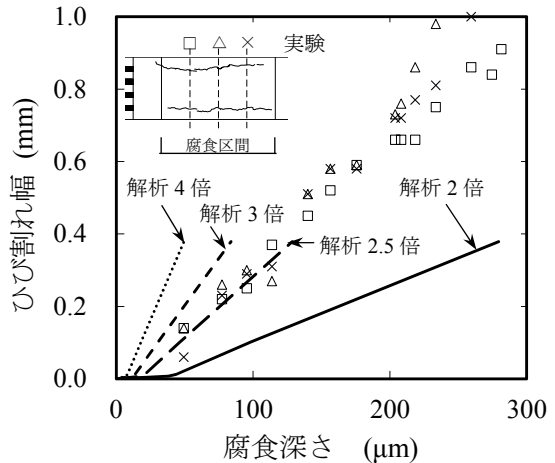 実験
腐食区間
解析 4 倍
解析 3 倍
解析 2.5 倍
解析 2 倍
ひび割れ幅 (mm)
1.0
0.8
0.6
0.4
0.2
0.0
0
100
200
300
腐食深さ (μm)